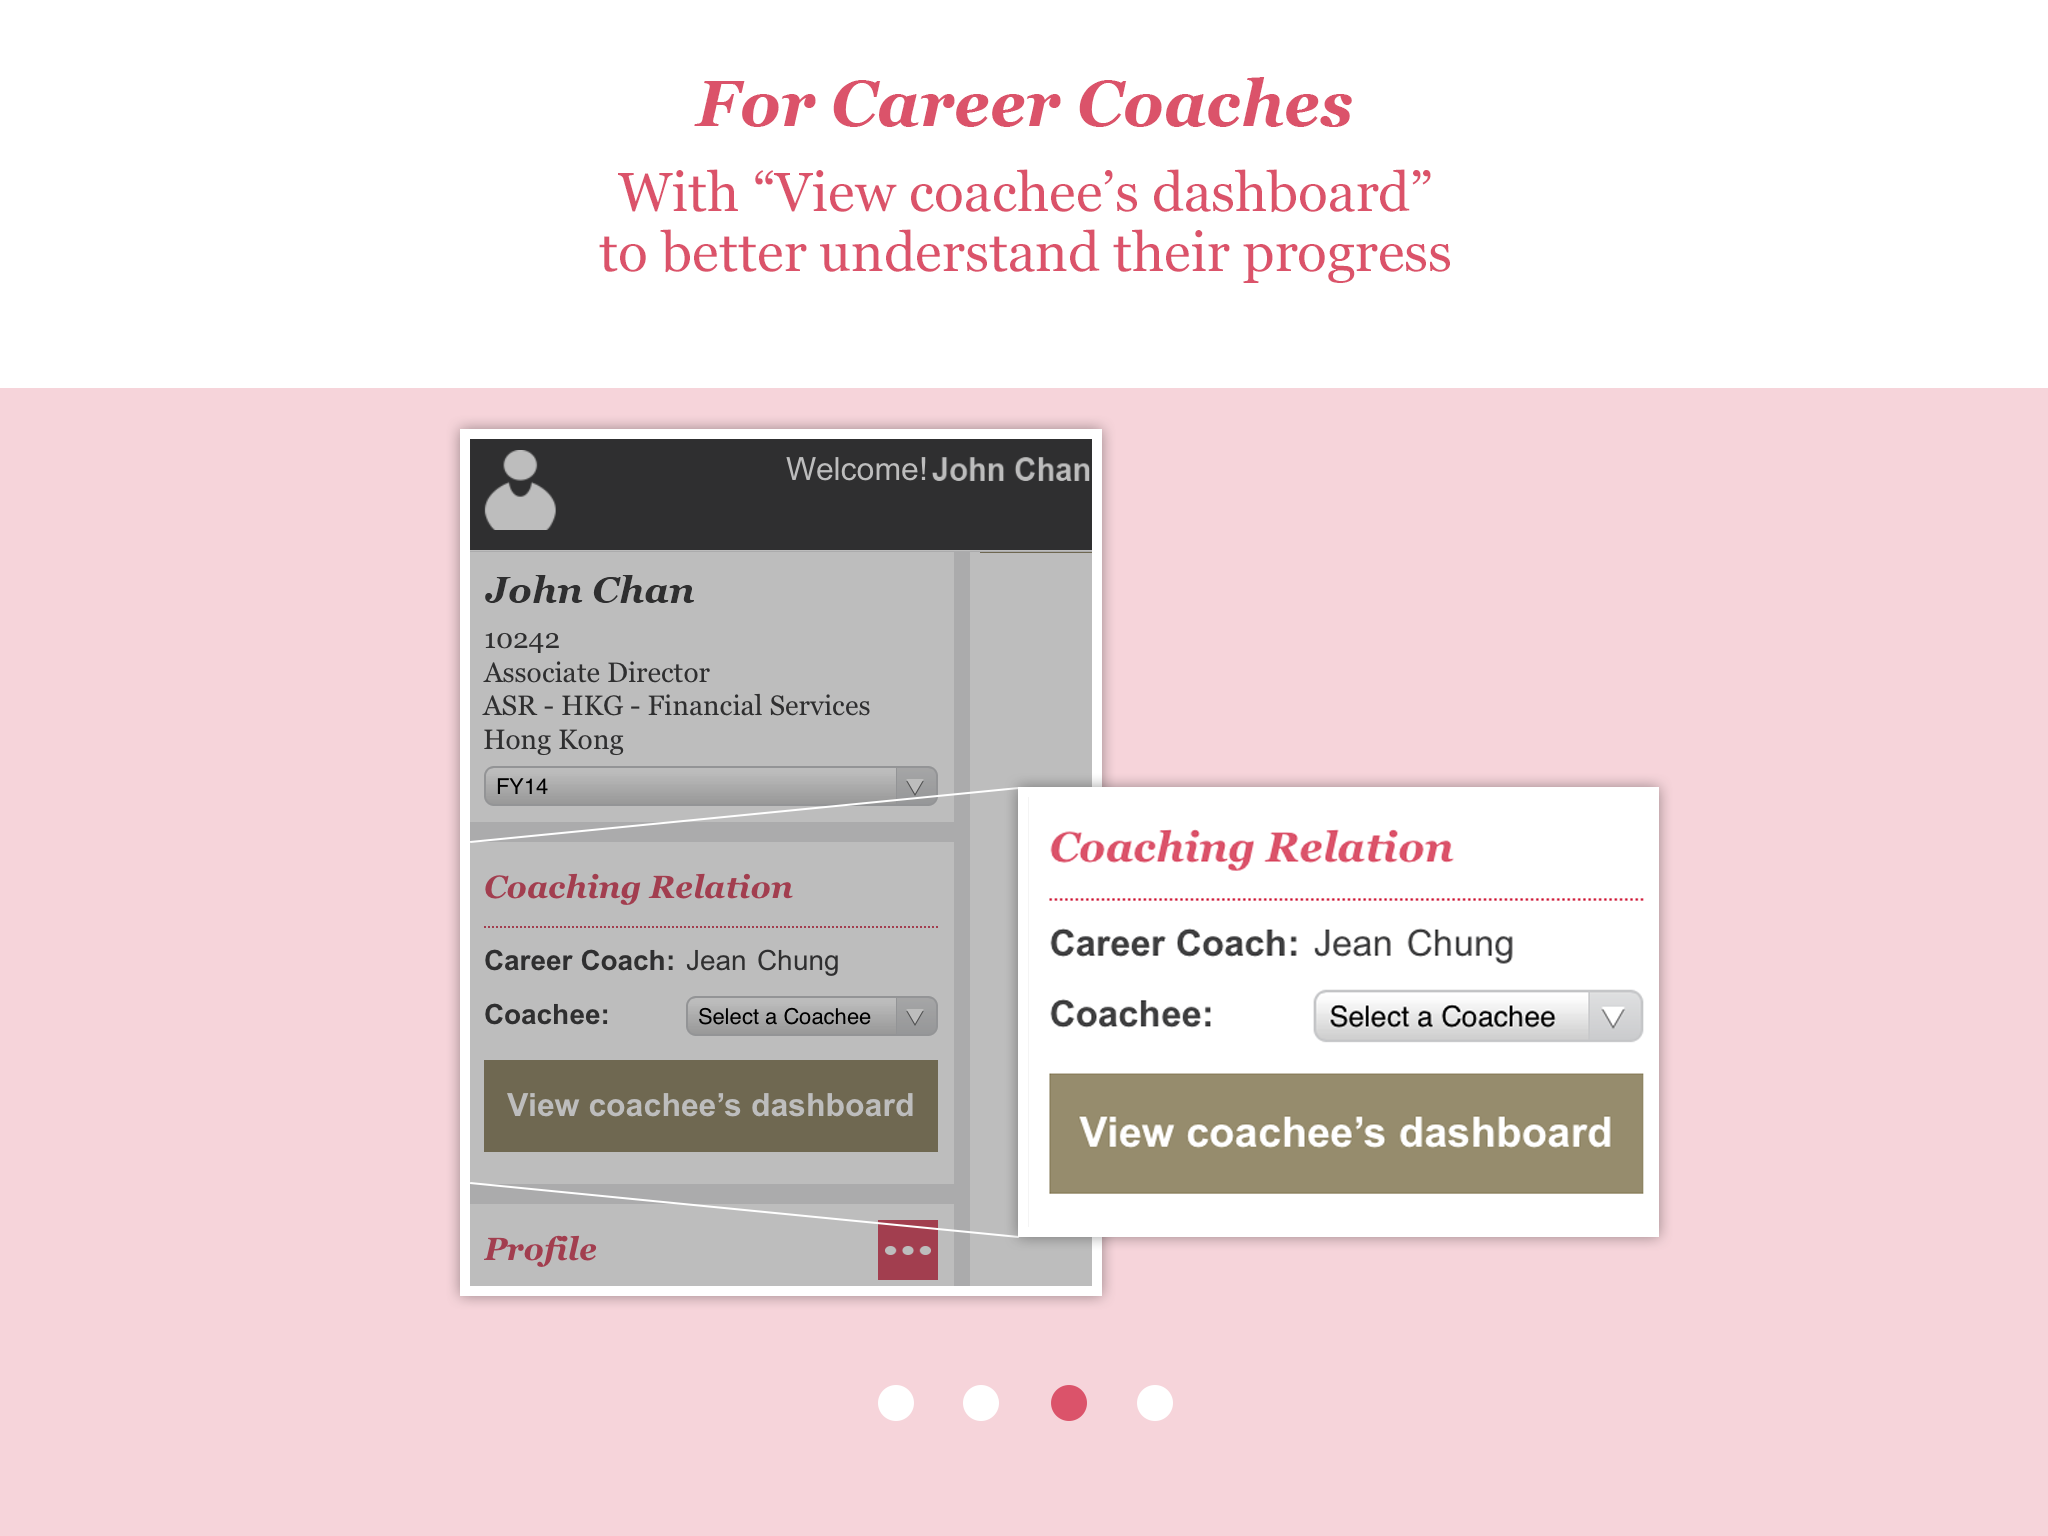 For Career Coaches
With “View coachee’s dashboard”
to better understand their progress
Welcome! John Chan
John Chan
10242
Associate Director
ASR - HKG - Financial Services
Hong Kong
FY14
Coaching Relation
Career Coach: Jean Chung
Coachee: Select a Coachee
View coachee’s dashboard
Profile
Coaching Relation
Career Coach: Jean Chung
Coachee: Select a Coachee
View coachee’s dashboard